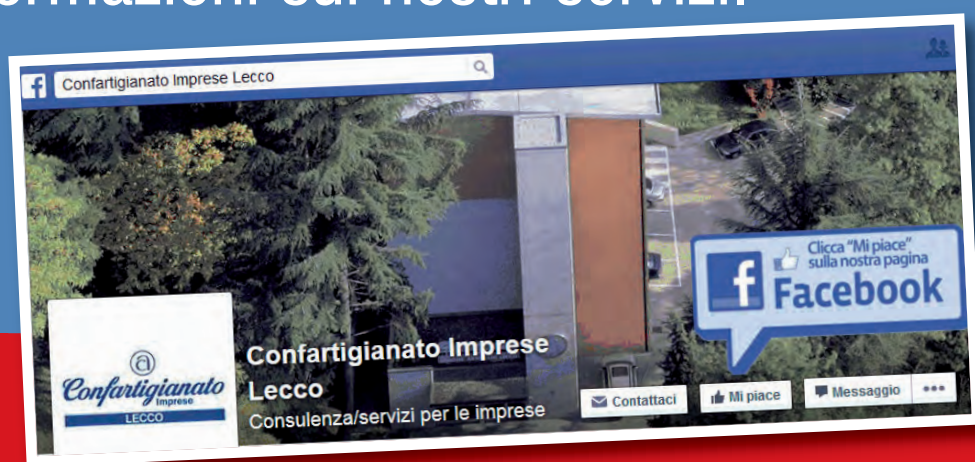 Confartigianato Imprese Lecco
Clicca "Mi piace"
sulla nostra pagina
Facebook
Confartigianato
Imprese
LECCO
Confartigianato Imprese
Lecco
Consulenza/servizi per le imprese
Contattaci
Mi piace
Messaggio